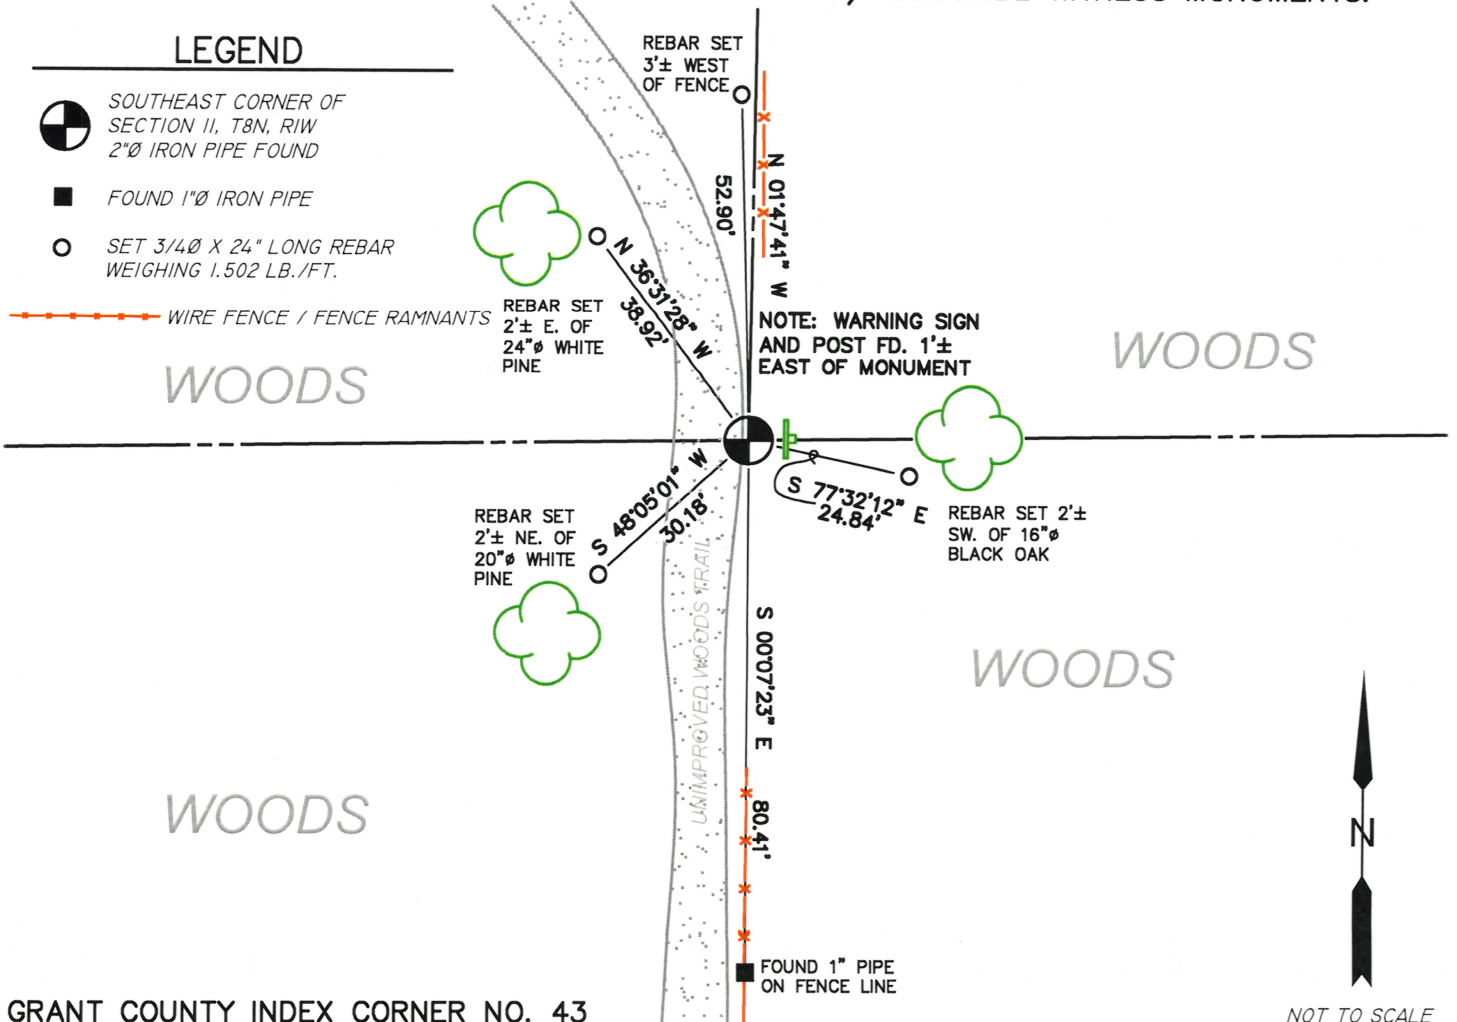 LEGEND
SOUTHEAST CORNER OF
SECTION 11, T8N, R1W
2"Ø IRON PIPE FOUND
FOUND 1"Ø IRON PIPE
SET 3/4Ø X 24" LONG REBAR
WEIGHING 1.502 LB./FT.
WIRE FENCE / FENCE RAMNANTS
REBAR SET
3'± WEST
OF FENCE
N 01°47'41" W
52.90'
N 36°31'28" W
38.92'
REBAR SET
2'± E. OF
24"ø WHITE
PINE
NOTE: WARNING SIGN
AND POST FD. 1'±
EAST OF MONUMENT
WOODS
WOODS
S 48°05'01" W
30.18'
REBAR SET
2'± NE. OF
20"ø WHITE
PINE
S 77°32'12" E
24.84'
REBAR SET 2'±
SW. OF 16"ø
BLACK OAK
UNIMPROVED WOODS TRAIL
S 00°07'23" E
80.41'
WOODS
WOODS
N
FOUND 1" PIPE
ON FENCE LINE
GRANT COUNTY INDEX CORNER NO. 43
NOT TO SCALE